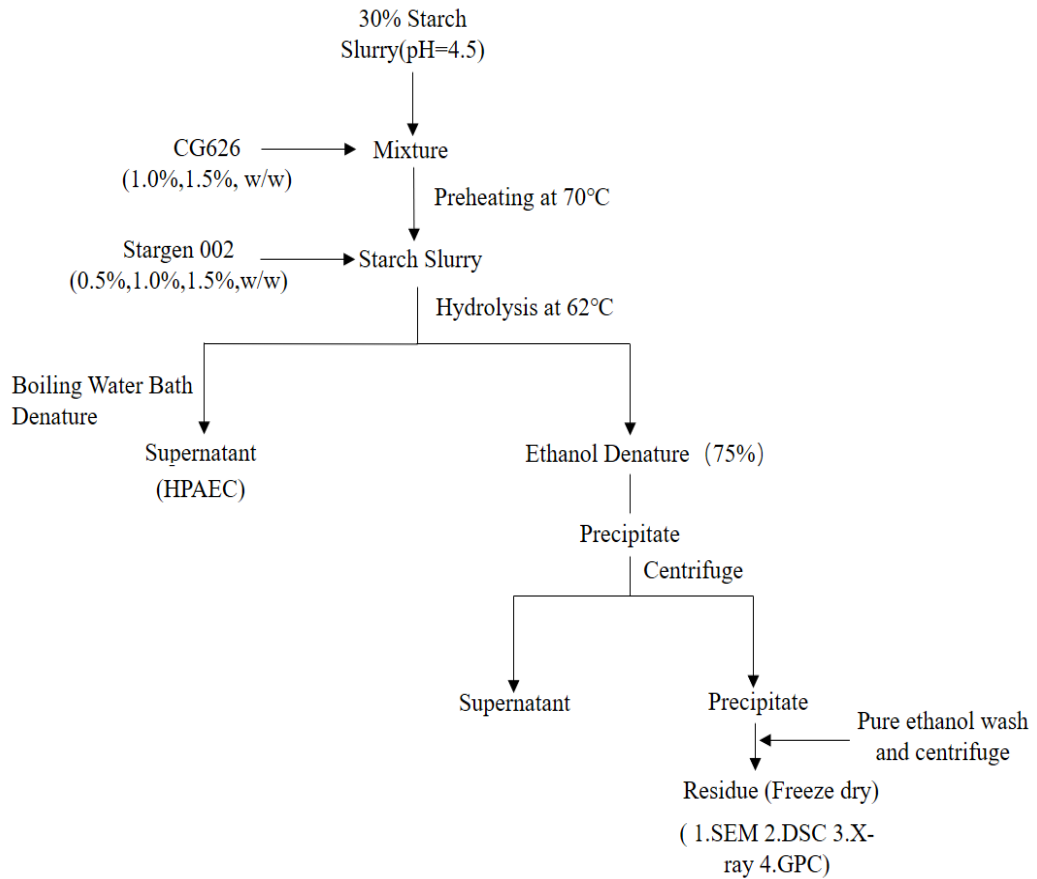 30% Starch
Slurry(pH=4.5)
CG626
(1.0%,1.5%, w/w)
Mixture
Preheating at 70℃
Stargen 002
(0.5%,1.0%,1.5%,w/w)
Starch Slurry
Hydrolysis at 62℃
Boiling Water Bath
Denature
Supernatant
(HPAEC)
Ethanol Denature（75%）
Precipitate
Centrifuge
Supernatant
Precipitate
Pure ethanol wash
and centrifuge
Residue (Freeze dry)
( 1.SEM 2.DSC 3.X-
ray 4.GPC)